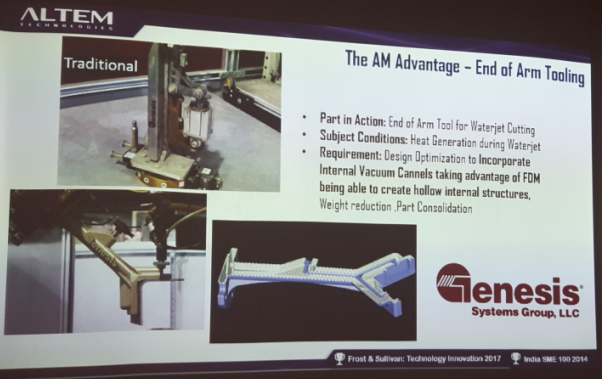 ALTEM
TECHNOLOGIES
The AM Advantage – End of Arm Tooling
Traditional
• Part in Action: End of Arm Tool for Waterjet Cutting
• Subject Conditions: Heat Generation during Waterjet
• Requirement: Design Optimization to Incorporate
Internal Vacuum Cannels taking advantage of FDM
being able to create hollow internal structures,
Weight reduction ,Part Consolidation
Genesis
Systems Group, LLC
Frost & Sullivan: Technology Innovation 2017
India SME 100 2014